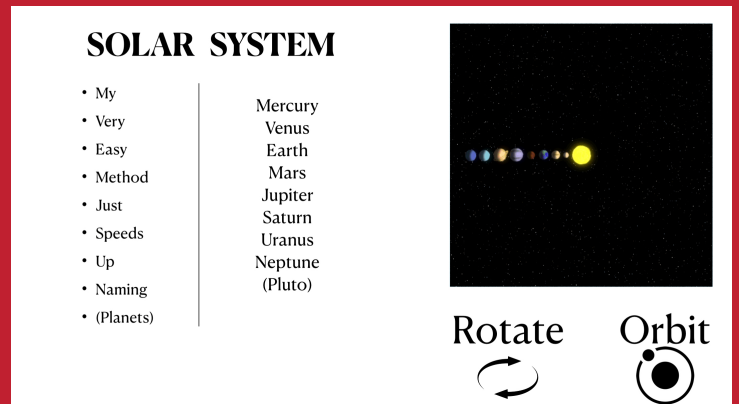 SOLAR SYSTEM
• My
• Very
• Easy
• Method
• Just
• Speeds
• Up
• Naming
• (Planets)
Mercury
Venus
Earth
Mars
Jupiter
Saturn
Uranus
Neptune
(Pluto)
Rotate
Orbit